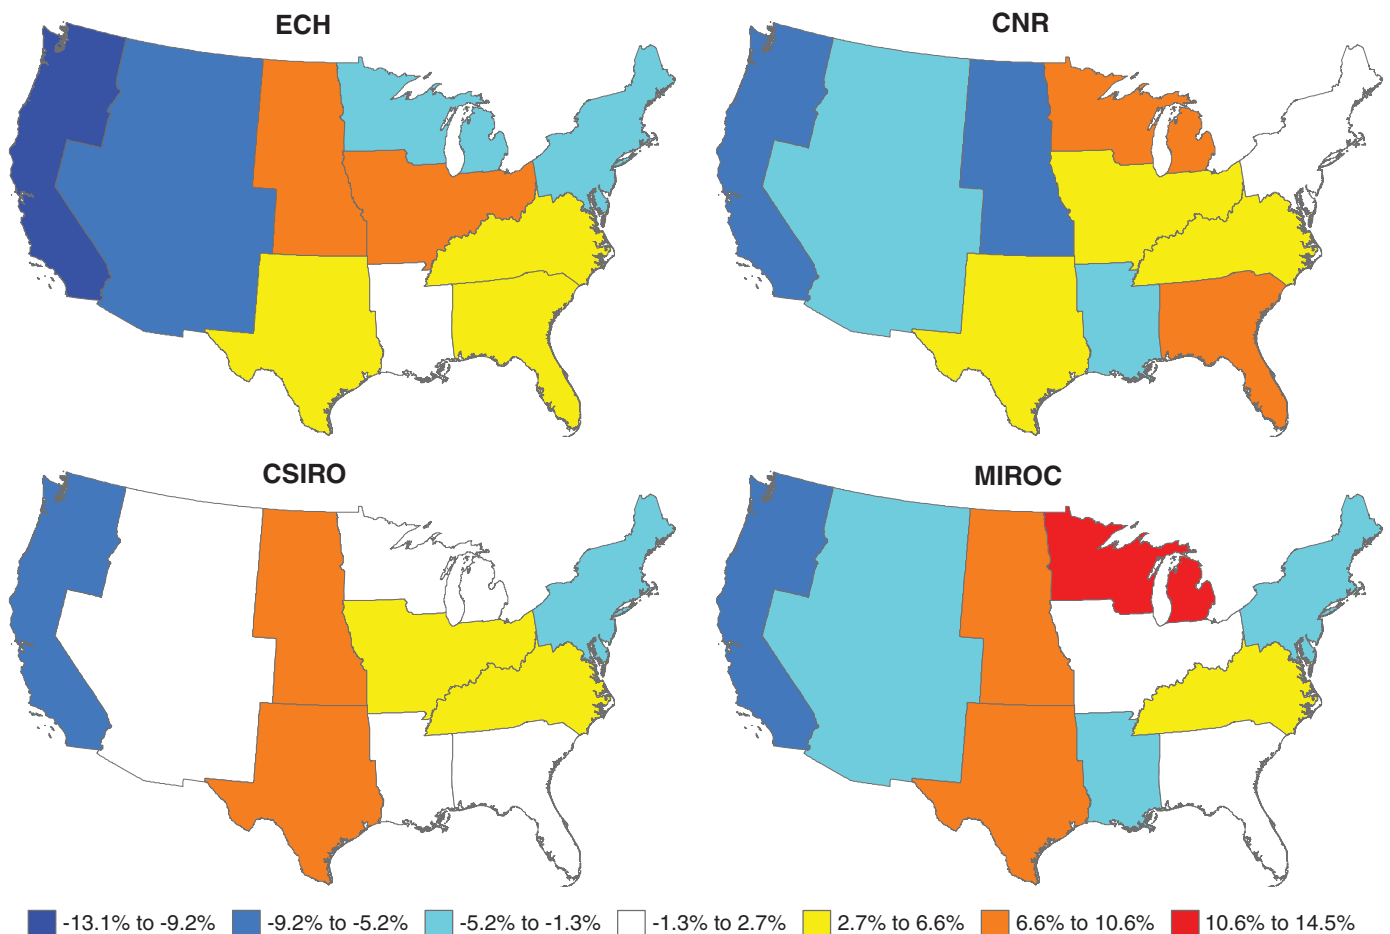 ECH
CNR
CSIRO
MIROC
-13.1% to -9.2%
-9.2% to -5.2%
-5.2% to -1.3%
-1.3% to 2.7%
2.7% to 6.6%
6.6% to 10.6%
10.6% to 14.5%